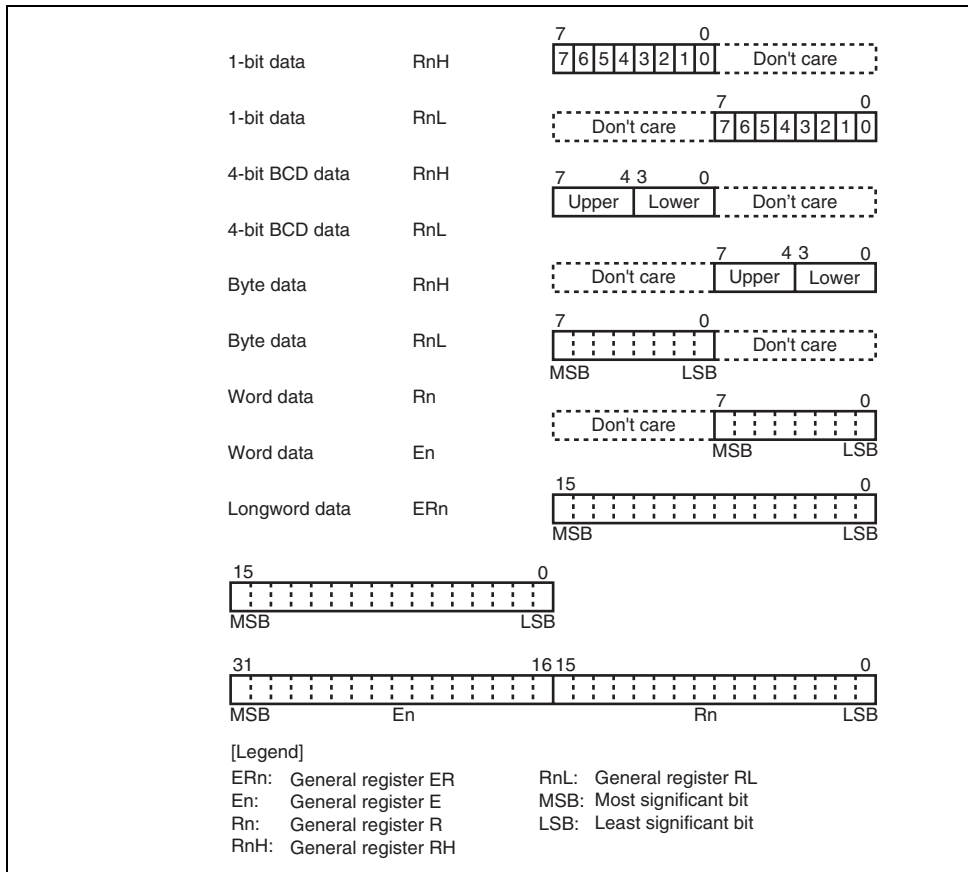 7 0
1-bit data RnH 7 6 5 4 3 2 1 0 Don't care
7 0
1-bit data RnL Don't care 7 6 5 4 3 2 1 0
4-bit BCD data RnH 7 4 3 0
Upper Lower Don't care
4-bit BCD data RnL
7 4 3 0
Byte data RnH Don't care Upper Lower
7 0
Byte data RnL Don't care
MSB LSB
Word data Rn 7 0
Don't care
Word data En MSB LSB
15 0
Longword data ERn
MSB LSB
15 0
MSB LSB
31 16 15 0
MSB En Rn LSB
[Legend]
ERn: General register ER RnL: General register RL
En: General register E MSB: Most significant bit
Rn: General register R LSB: Least significant bit
RnH: General register RH